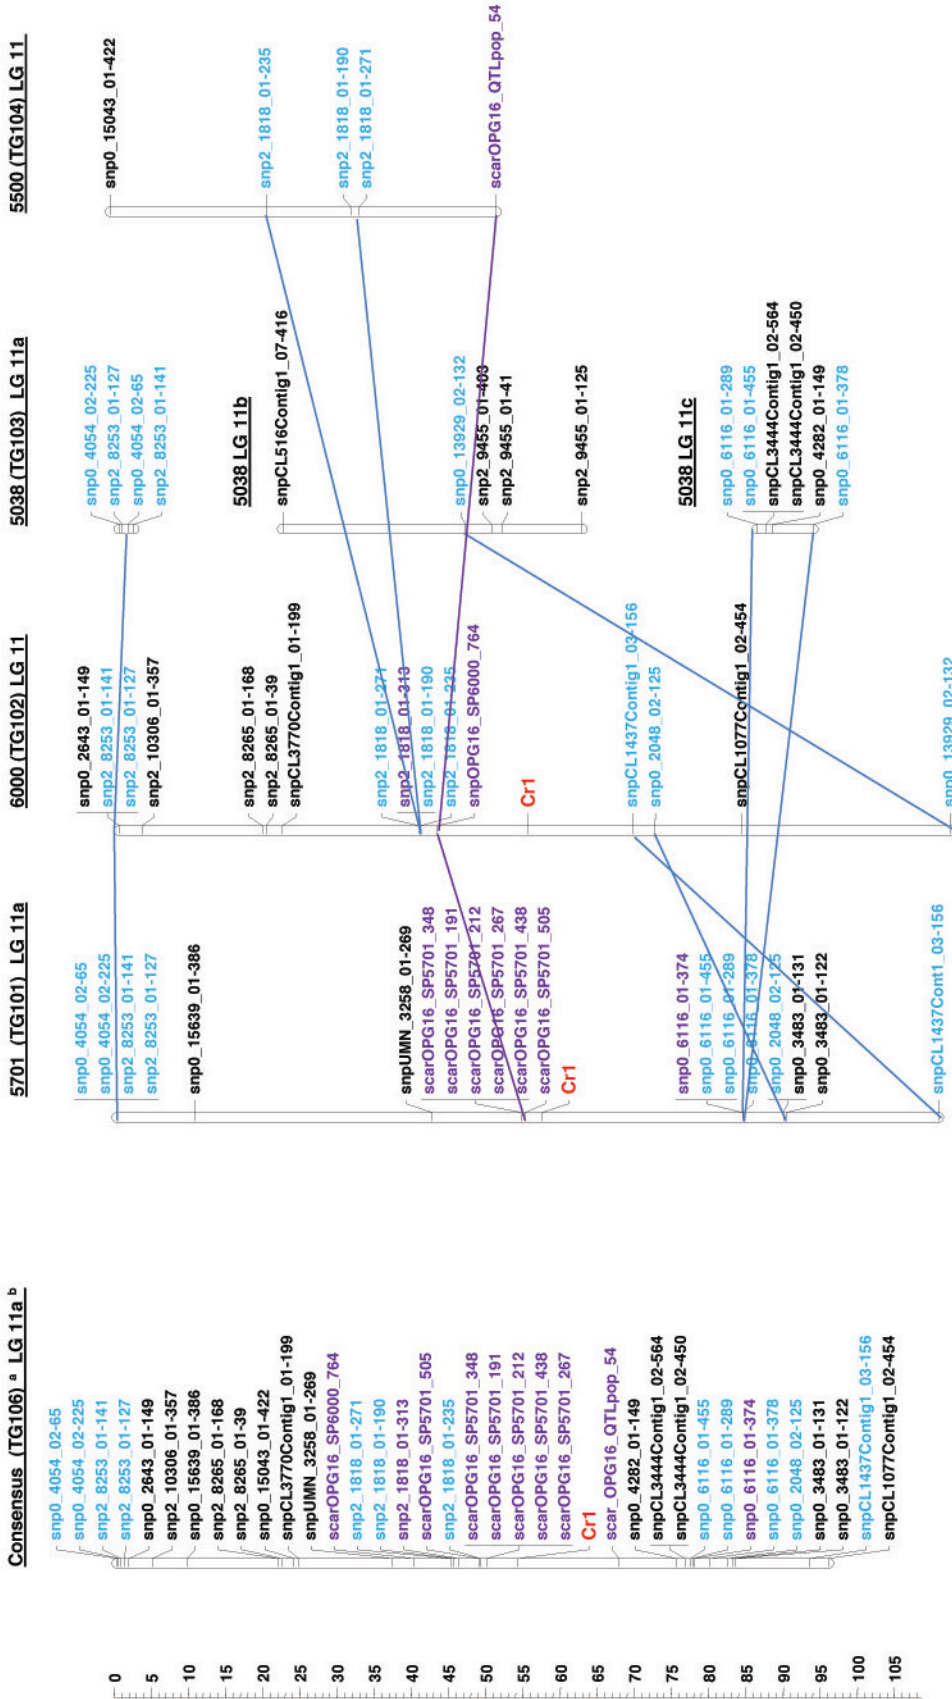 Consensus (TG106) a LG 11a b
0
5
10
15
20
25
30
35
40
45
50
55
60
65
70
75
80
85
90
95
100
105
snp0_4054_02-65
snp0_4054_02-225
snp2_8253_01-141
snp2_8253_01-127
snp0_2643_01-149
snp2_10306_01-357
snp0_15639_01-386
snp2_8265_01-168
snp2_8265_01-39
snp0_15043_01-422
snpCL3770Contig1_01-199
snpUMN_3258_01-269
scarOPG16_SP6000_764
snp2_1818_01-271
snp2_1818_01-190
snp2_1818_01-313
scarOPG16_SP5701_505
snp2_1818_01-235
scarOPG16_SP5701_348
scarOPG16_SP5701_191
scarOPG16_SP5701_212
scarOPG16_SP5701_438
scarOPG16_SP5701_267
Cr1
scar_OPG16_QTLpop_54
snp0_4282_01-149
snpCL3444Contig1_02-564
snpCL3444Contig1_02-450
snp0_6116_01-455
snp0_6116_01-289
snp0_6116_01-374
snp0_6116_01-378
snp0_2048_02-125
snp0_3483_01-131
snp0_3483_01-122
snpCL1437Contig1_03-156
snpCL1077Contig1_02-454
5701 (TG101) LG 11a
snp0_4054_02-65
snp0_4054_02-225
snp2_8253_01-141
snp2_8253_01-127
snp0_15639_01-386
snpUMN_3258_01-269
scarOPG16_SP5701_348
scarOPG16_SP5701_191
scarOPG16_SP5701_212
scarOPG16_SP5701_267
scarOPG16_SP5701_438
scarOPG16_SP5701_505
Cr1
snp0_6116_01-374
snp0_6116_01-455
snp0_6116_01-289
snp0_6116_01-378
snp0_2048_02-125
snp0_3483_01-131
snp0_3483_01-122
snpCL1437Cont1_03-156
6000 (TG102) LG 11
snp0_2643_01-149
snp2_8253_01-141
snp2_8253_01-127
snp2_10306_01-357
snp2_8265_01-168
snp2_8265_01-39
snpCL3770Contig1_01-199
snp2_1818_01-271
snp2_1818_01-313
snp2_1818_01-190
snp2_1818_01-235
snpOPG16_SP6000_764
Cr1
snpCL1437Contig1_03-156
snp0_2048_02-125
snpCL1077Contig1_02-454
snp0_13929_02-132
5038 (TG103) LG 11a
snp0_4054_02-225
snp2_8253_01-127
snp0_4054_02-65
snp2_8253_01-141
5038 LG 11b
snpCL516Contig1_07-416
snp0_13929_02-132
snp2_9455_01-403
snp2_9455_01-41
snp2_9455_01-125
5038 LG 11c
snp0_6116_01-289
snp0_6116_01-455
snpCL3444Contig1_02-564
snpCL3444Contig1_02-450
snp0_4282_01-149
snp0_6116_01-378
5500 (TG104) LG 11
snp0_15043_01-422
snp2_1818_01-235
snp2_1818_01-190
snp2_1818_01-271
scarOPG16_QTLpop_54